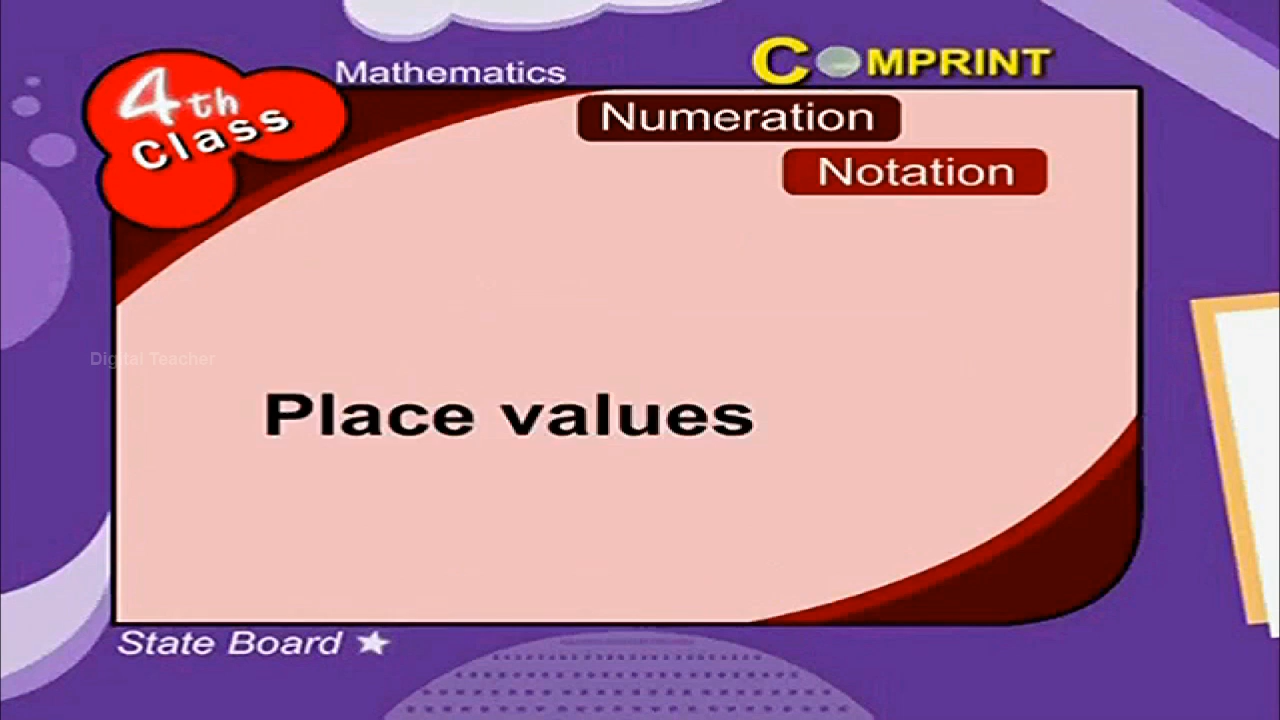 4th
Class
Mathematics
COMPRINT
Numeration
Notation
Digital Teacher
Place values
State Board